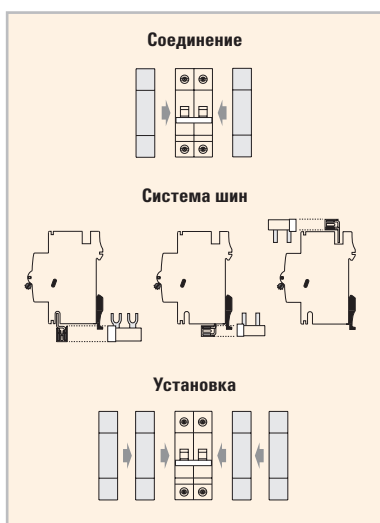 Соединение
Система шин
Установка